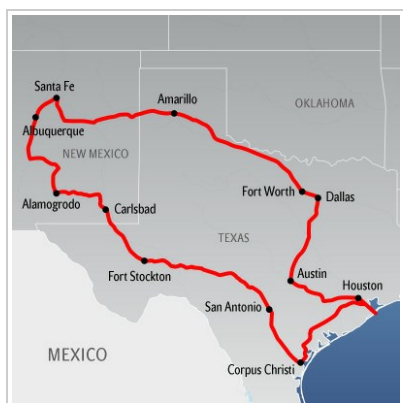 Santa Fe
Amarillo
OKLAHOMA
Albuquerque
NEW MEXICO
Fort Worth
Dallas
Alamogrodo
Carlsbad
TEXAS
Fort Stockton
Austin
Houston
San Antonio
MEXICO
Corpus Christi